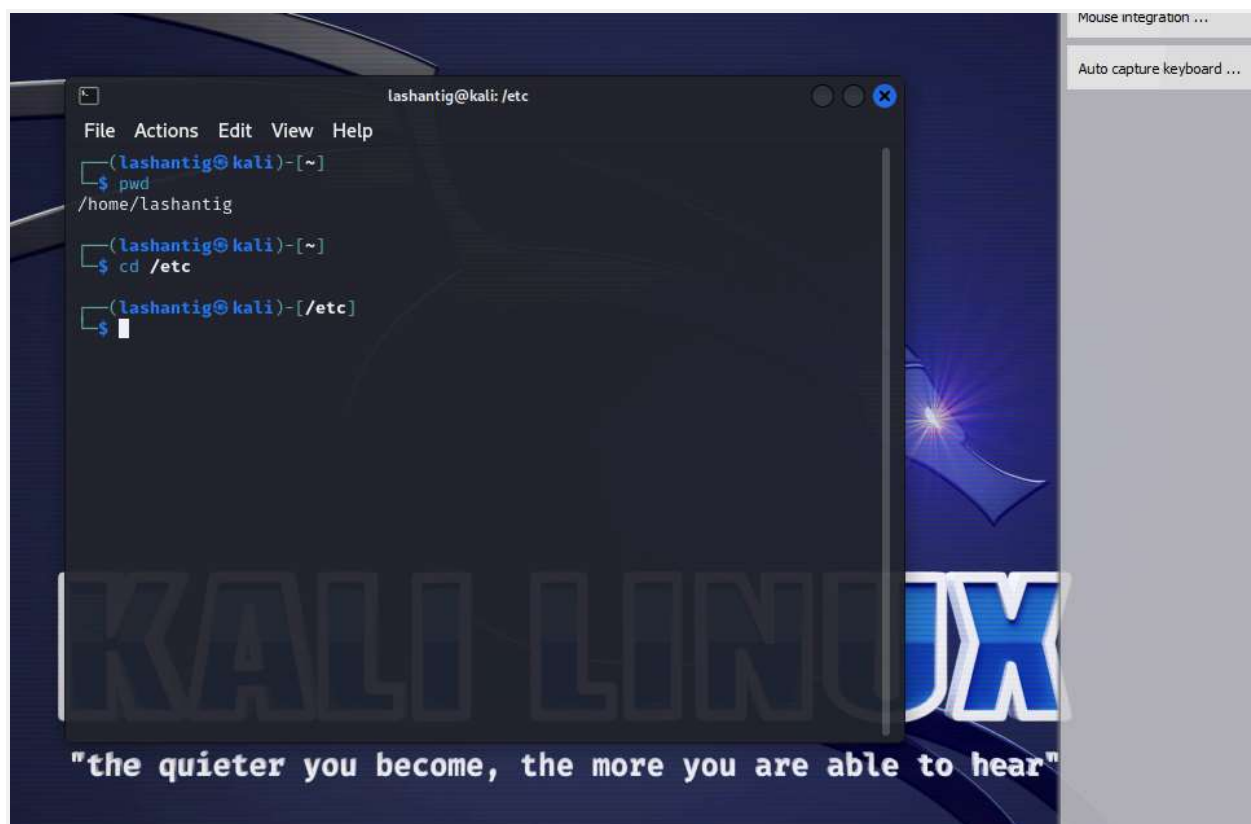 Mouse integration ...
Auto capture keyboard ...
lashantig@kali: /etc
File Actions Edit View Help
┌──(lashantig㉿kali)-[~]
└─$ pwd
/home/lashantig
┌──(lashantig㉿kali)-[~]
└─$ cd /etc
┌──(lashantig㉿kali)-[/etc]
└─$
KALI LINUX
"the quieter you become, the more you are able to hear"